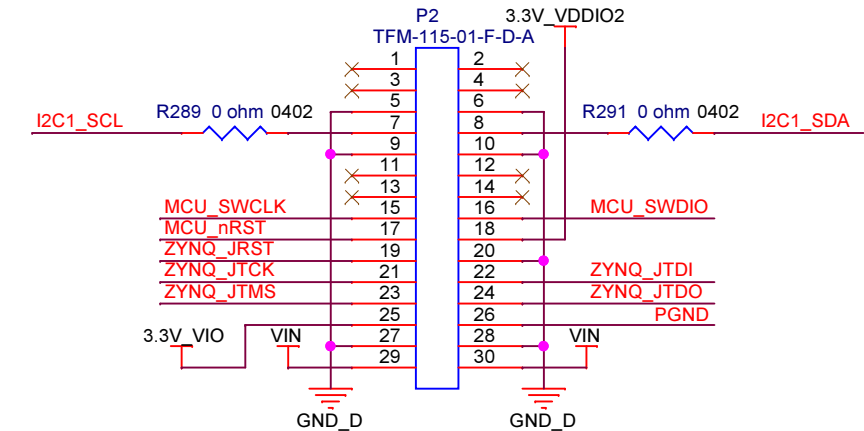 P2 3.3V_VDDIO2
TFM-115-01-F-D-A
1 2
3 4
5 6
I2C1_SCL R289 0 ohm 0402 7 8 R291 0 ohm 0402 I2C1_SDA
9 10
11 12
13 14
MCU_SWCLK 15 16 MCU_SWDIO
MCU_nRST 17 18
ZYNQ_JRST 19 20
ZYNQ_JTCK 21 22 ZYNQ_JTDI
ZYNQ_JTMS 23 24 ZYNQ_JTDO
25 26 PGND
3.3V_VIO VIN 27 28 VIN
29 30
GND_D GND_D